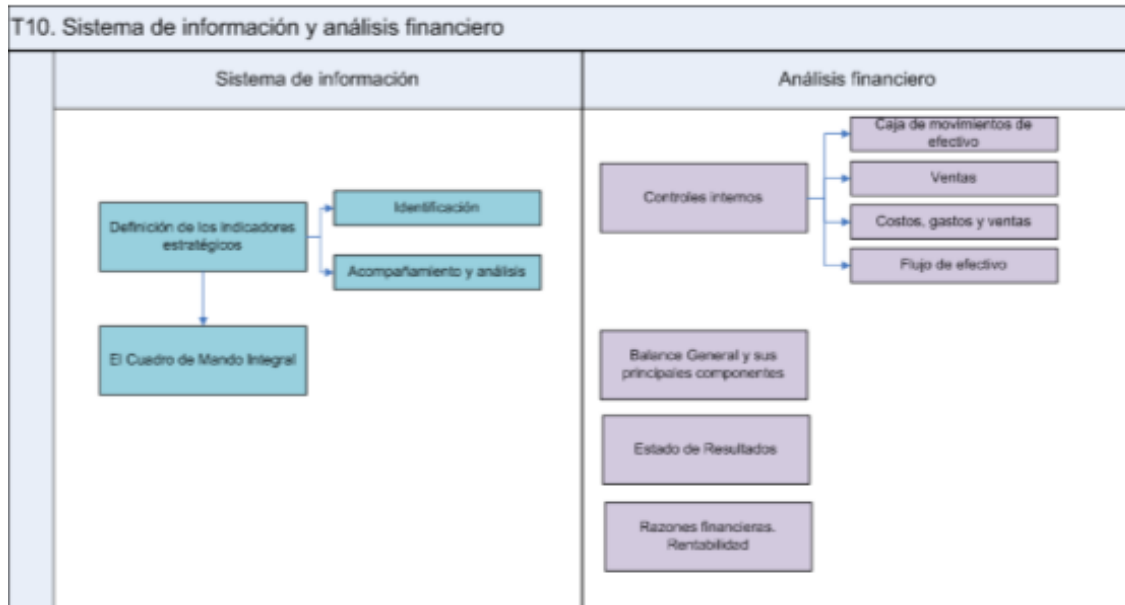 T10. Sistema de información y análisis financiero
Sistema de información
Análisis financiero
Definición de los indicadores
estratégicos
Identificación
Acompañamiento y análisis
El Cuadro de Mando Integral
Controles internos
Caja de movimientos de
efectivo
Ventas
Costos, gastos y ventas
Flujo de efectivo
Balance General y sus
principales componentes
Estado de Resultados
Razones financieras.
Rentabilidad